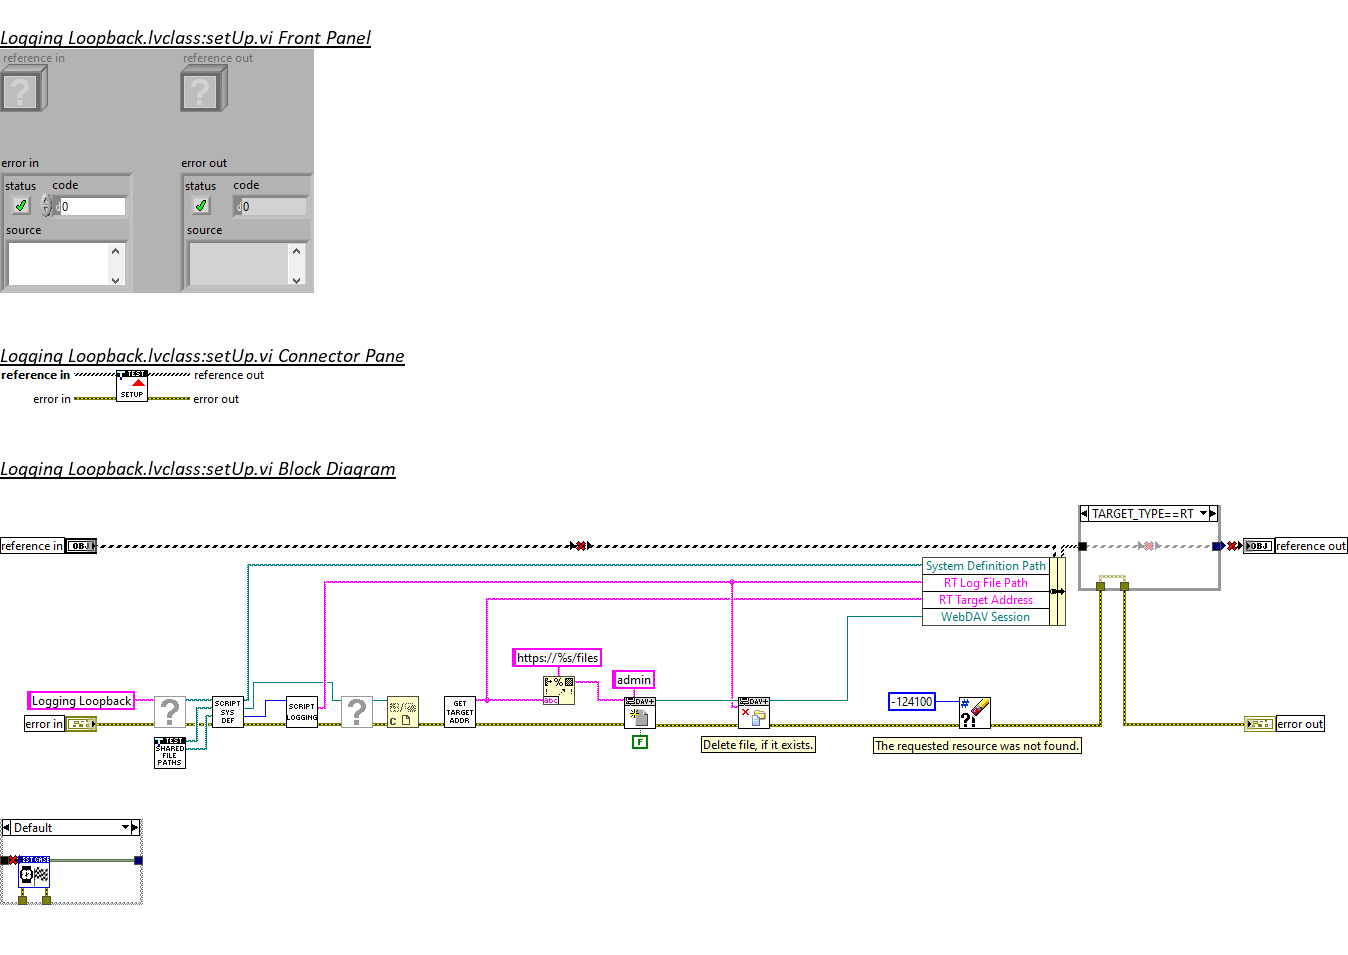 Logging Loopback.lvclass:setUp.vi Front Panel
reference in reference out
error in error out
status code status code
0 0
source source
Logging Loopback.lvclass:setUp.vi Connector Pane
reference in TEST reference out
error in SETUP error out
Logging Loopback.lvclass:setUp.vi Block Diagram
TARGET_TYPE==RT
reference in OBJ OBJ reference out
System Definition Path
RT Log File Path
RT Target Address
WebDAV Session
https://%s/files
admin
Logging Loopback
SCRIPT SYS DEF
SCRIPT LOGGING
GET TARGET ADDR
abc
DAV+
DAV+
-124100
error in error out
F
TEST
SHARED FILE PATHS
Delete file, if it exists.
The requested resource was not found.
Default